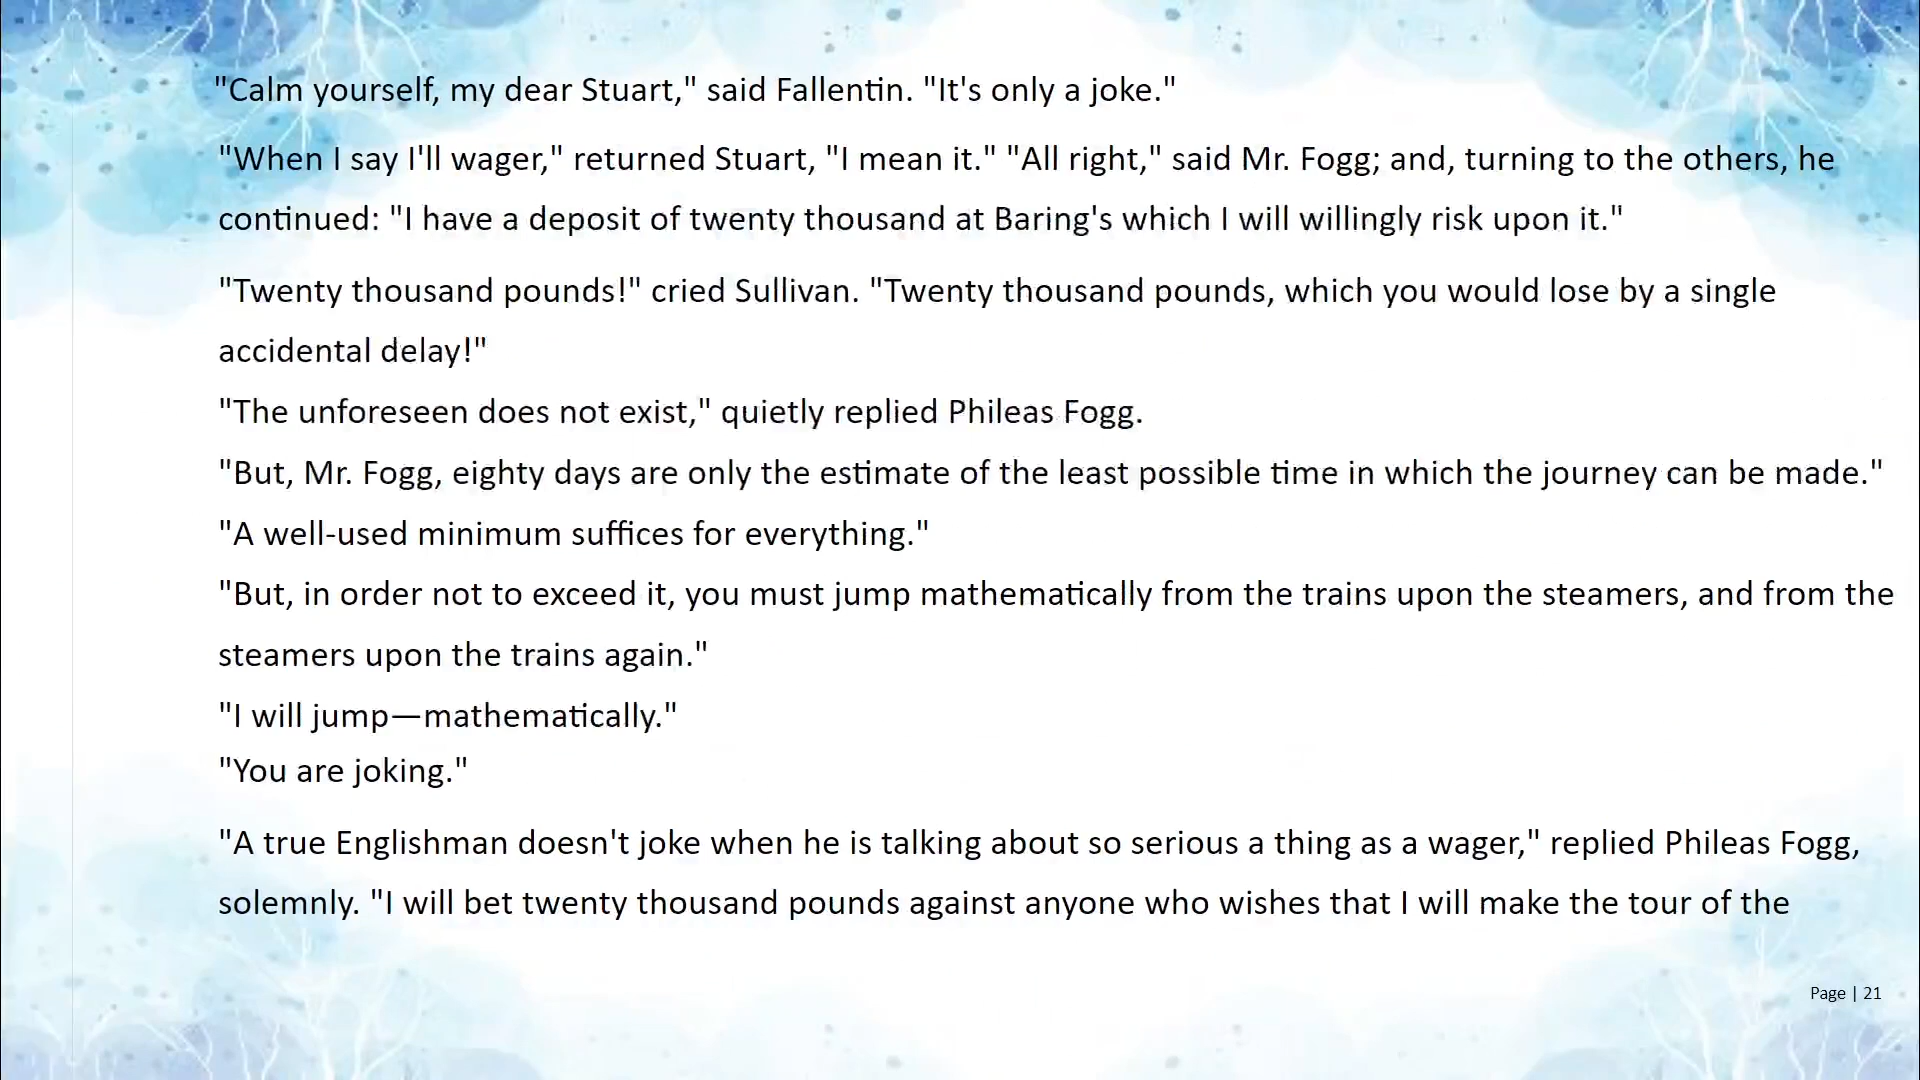 "Calm yourself, my dear Stuart," said Fallentin. "It's only a joke."
"When I say I'll wager," returned Stuart, "I mean it." "All right," said Mr. Fogg; and, turning to the others, he
continued: "I have a deposit of twenty thousand at Baring's which I will willingly risk upon it."
"Twenty thousand pounds!" cried Sullivan. "Twenty thousand pounds, which you would lose by a single
accidental delay!"
"The unforeseen does not exist," quietly replied Phileas Fogg.
"But, Mr. Fogg, eighty days are only the estimate of the least possible time in which the journey can be made."
"A well-used minimum suffices for everything."
"But, in order not to exceed it, you must jump mathematically from the trains upon the steamers, and from the
steamers upon the trains again."
"I will jump—mathematically."
"You are joking."
"A true Englishman doesn't joke when he is talking about so serious a thing as a wager," replied Phileas Fogg,
solemnly. "I will bet twenty thousand pounds against anyone who wishes that I will make the tour of the
Page | 21